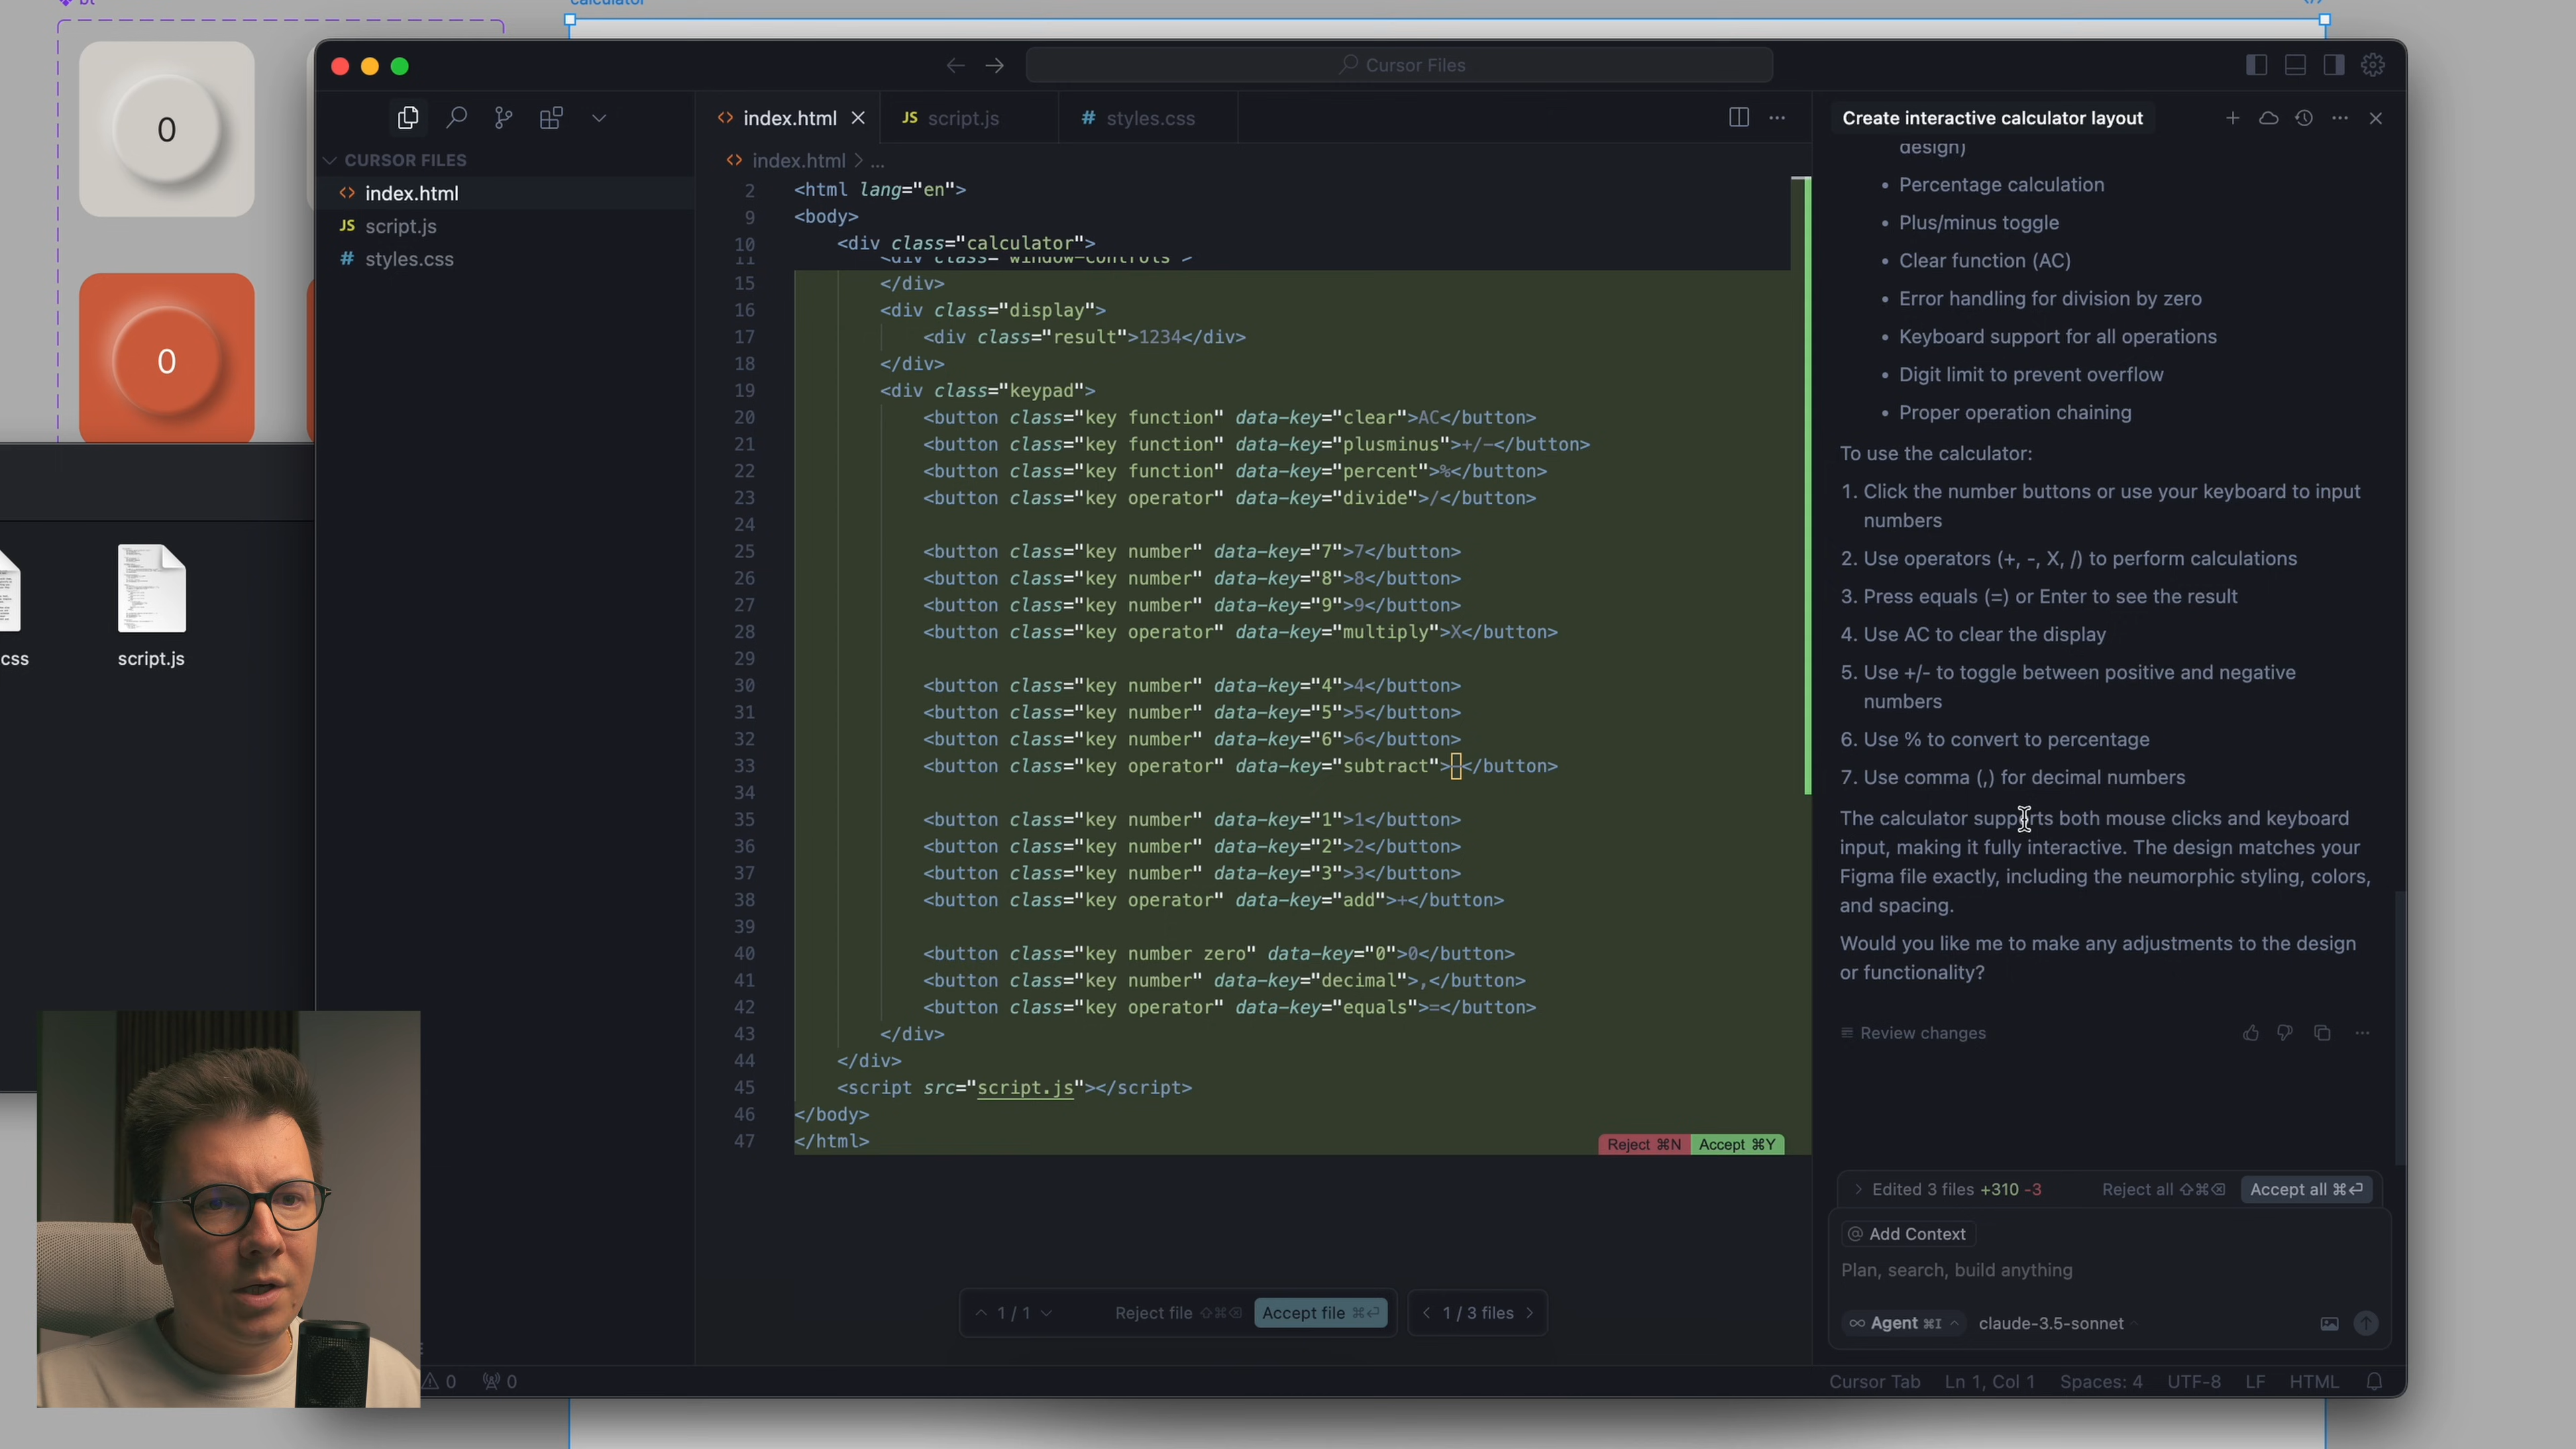 bt
calculator
0
0
css
script.js
Cursor Files
CURSOR FILES
index.html
JS script.js
# styles.css
index.html
JS script.js
# styles.css
index.html > ...
2 <html lang="en">
9 <body>
10 <div class="calculator">
11 <div class="window-controls">
15 </div>
16 <div class="display">
17 <div class="result">1234</div>
18 </div>
19 <div class="keypad">
20 <button class="key function" data-key="clear">AC</button>
21 <button class="key function" data-key="plusminus">+/-</button>
22 <button class="key function" data-key="percent">%</button>
23 <button class="key operator" data-key="divide">/</button>
24
25 <button class="key number" data-key="7">7</button>
26 <button class="key number" data-key="8">8</button>
27 <button class="key number" data-key="9">9</button>
28 <button class="key operator" data-key="multiply">X</button>
29
30 <button class="key number" data-key="4">4</button>
31 <button class="key number" data-key="5">5</button>
32 <button class="key number" data-key="6">6</button>
33 <button class="key operator" data-key="subtract">–</button>
34
35 <button class="key number" data-key="1">1</button>
36 <button class="key number" data-key="2">2</button>
37 <button class="key number" data-key="3">3</button>
38 <button class="key operator" data-key="add">+</button>
39
40 <button class="key number zero" data-key="0">0</button>
41 <button class="key number" data-key="decimal">,</button>
42 <button class="key operator" data-key="equals">=</button>
43 </div>
44 </div>
45 <script src="script.js"></script>
46 </body>
47 </html>
Reject ⌘N Accept ⌘Y
1 / 1 Reject file ⇧⌘⌫ Accept file ⌘⏎
< 1 / 3 files >
Create interactive calculator layout
design)
• Percentage calculation
• Plus/minus toggle
• Clear function (AC)
• Error handling for division by zero
• Keyboard support for all operations
• Digit limit to prevent overflow
• Proper operation chaining
To use the calculator:
1. Click the number buttons or use your keyboard to input
numbers
2. Use operators (+, -, X, /) to perform calculations
3. Press equals (=) or Enter to see the result
4. Use AC to clear the display
5. Use +/- to toggle between positive and negative
numbers
6. Use % to convert to percentage
7. Use comma (,) for decimal numbers
The calculator supports both mouse clicks and keyboard
input, making it fully interactive. The design matches your
Figma file exactly, including the neumorphic styling, colors,
and spacing.
Would you like me to make any adjustments to the design
or functionality?
Review changes
> Edited 3 files +310 -3 Reject all ⇧⌘⌫ Accept all ⌘⏎
@ Add Context
Plan, search, build anything
∞ Agent ⌘I claude-3.5-sonnet
0 0
Cursor Tab Ln 1, Col 1 Spaces: 4 UTF-8 LF HTML